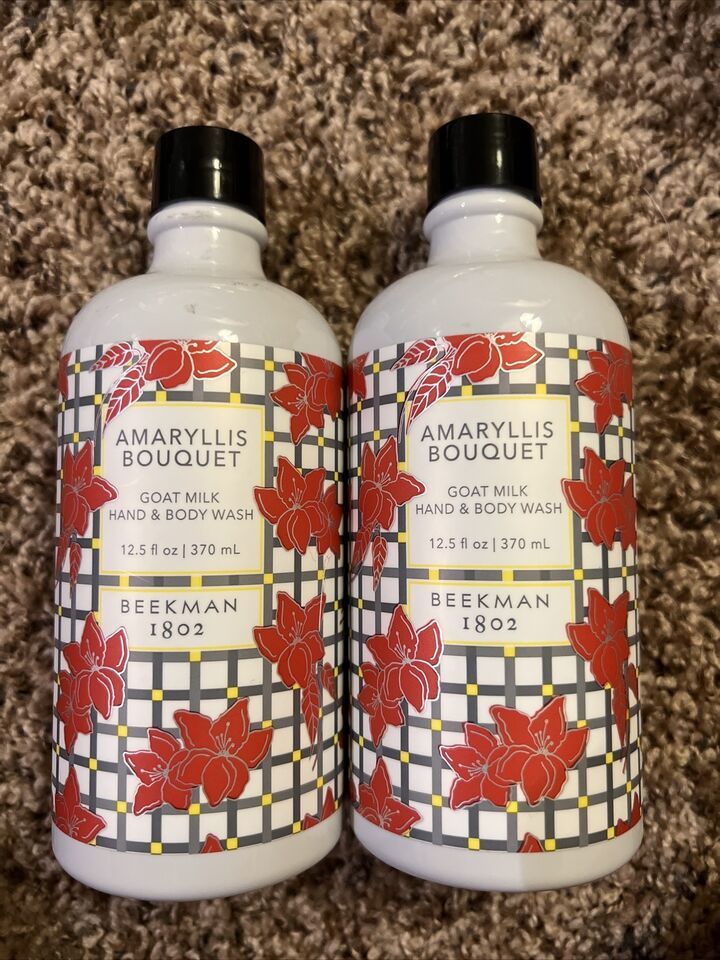 AMARYLLIS
BOUQUET
GOAT MILK
HAND & BODY WASH
12.5 fl oz | 370 mL
BEEKMAN
1802
AMARYLLIS
BOUQUET
GOAT MILK
HAND & BODY WASH
12.5 fl oz | 370 mL
BEEKMAN
1802